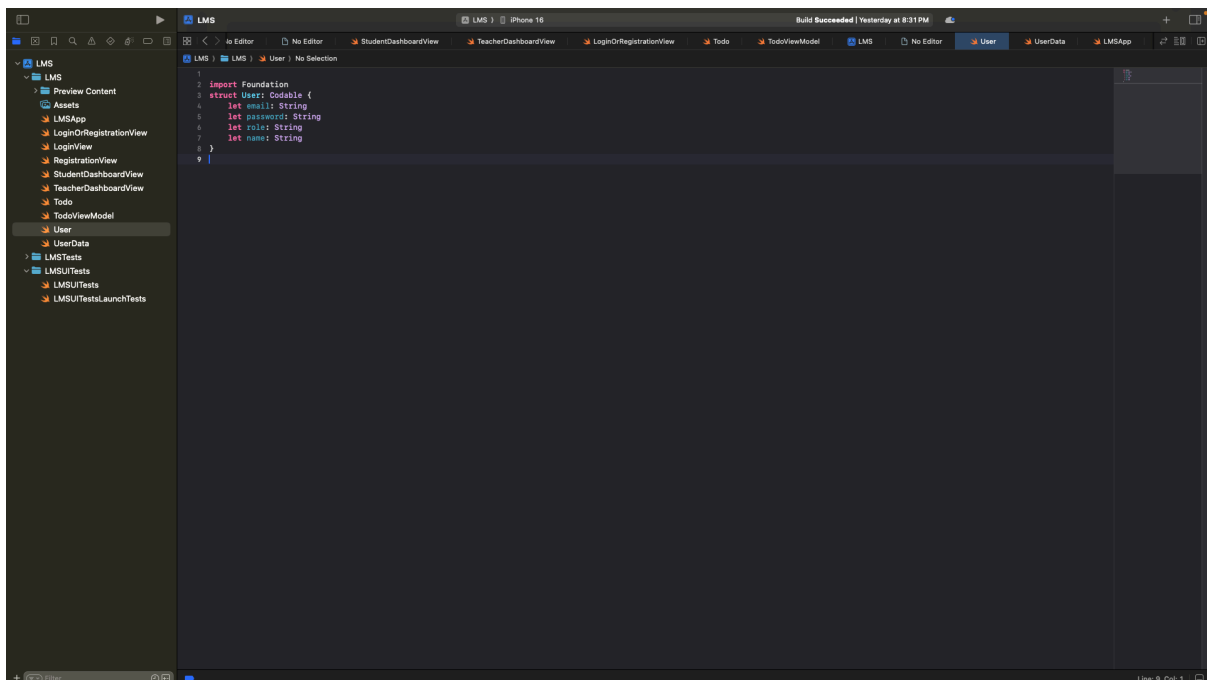 LMS
LMS
iPhone 16
Build Succeeded | Yesterday at 8:31 PM
No Editor
StudentDashboardView
TeacherDashboardView
LoginOrRegistrationView
Todo
TodoViewModel
LMS
No Editor
User
UserData
LMSApp
LMS
LMS
User
No Selection
LMS
LMS
Preview Content
Assets
LMSApp
LoginOrRegistrationView
LoginView
RegistrationView
StudentDashboardView
TeacherDashboardView
Todo
TodoViewModel
User
UserData
LMSTests
LMSUITests
LMSUITests
LMSUITestsLaunchTests
1
2 import Foundation
3 struct User: Codable {
4 let email: String
5 let password: String
6 let role: String
7 let name: String
8 }
9
Filter
Line: 9 Col: 1